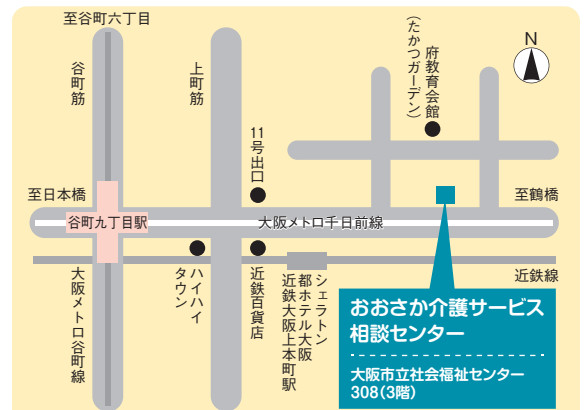 至谷町六丁目
谷町筋
上町筋
11号出口
府教育会館
(たかつガーデン)
N
至日本橋
谷町九丁目駅
大阪メトロ千日前線
至鶴橋
大阪メトロ谷町線
ハイハイ
タウン
近鉄百貨店
シェラトン
都ホテル大阪
近鉄大阪上本町駅
近鉄線
おおさか介護サービス
相談センター
大阪市立社会福祉センター
308(3階)